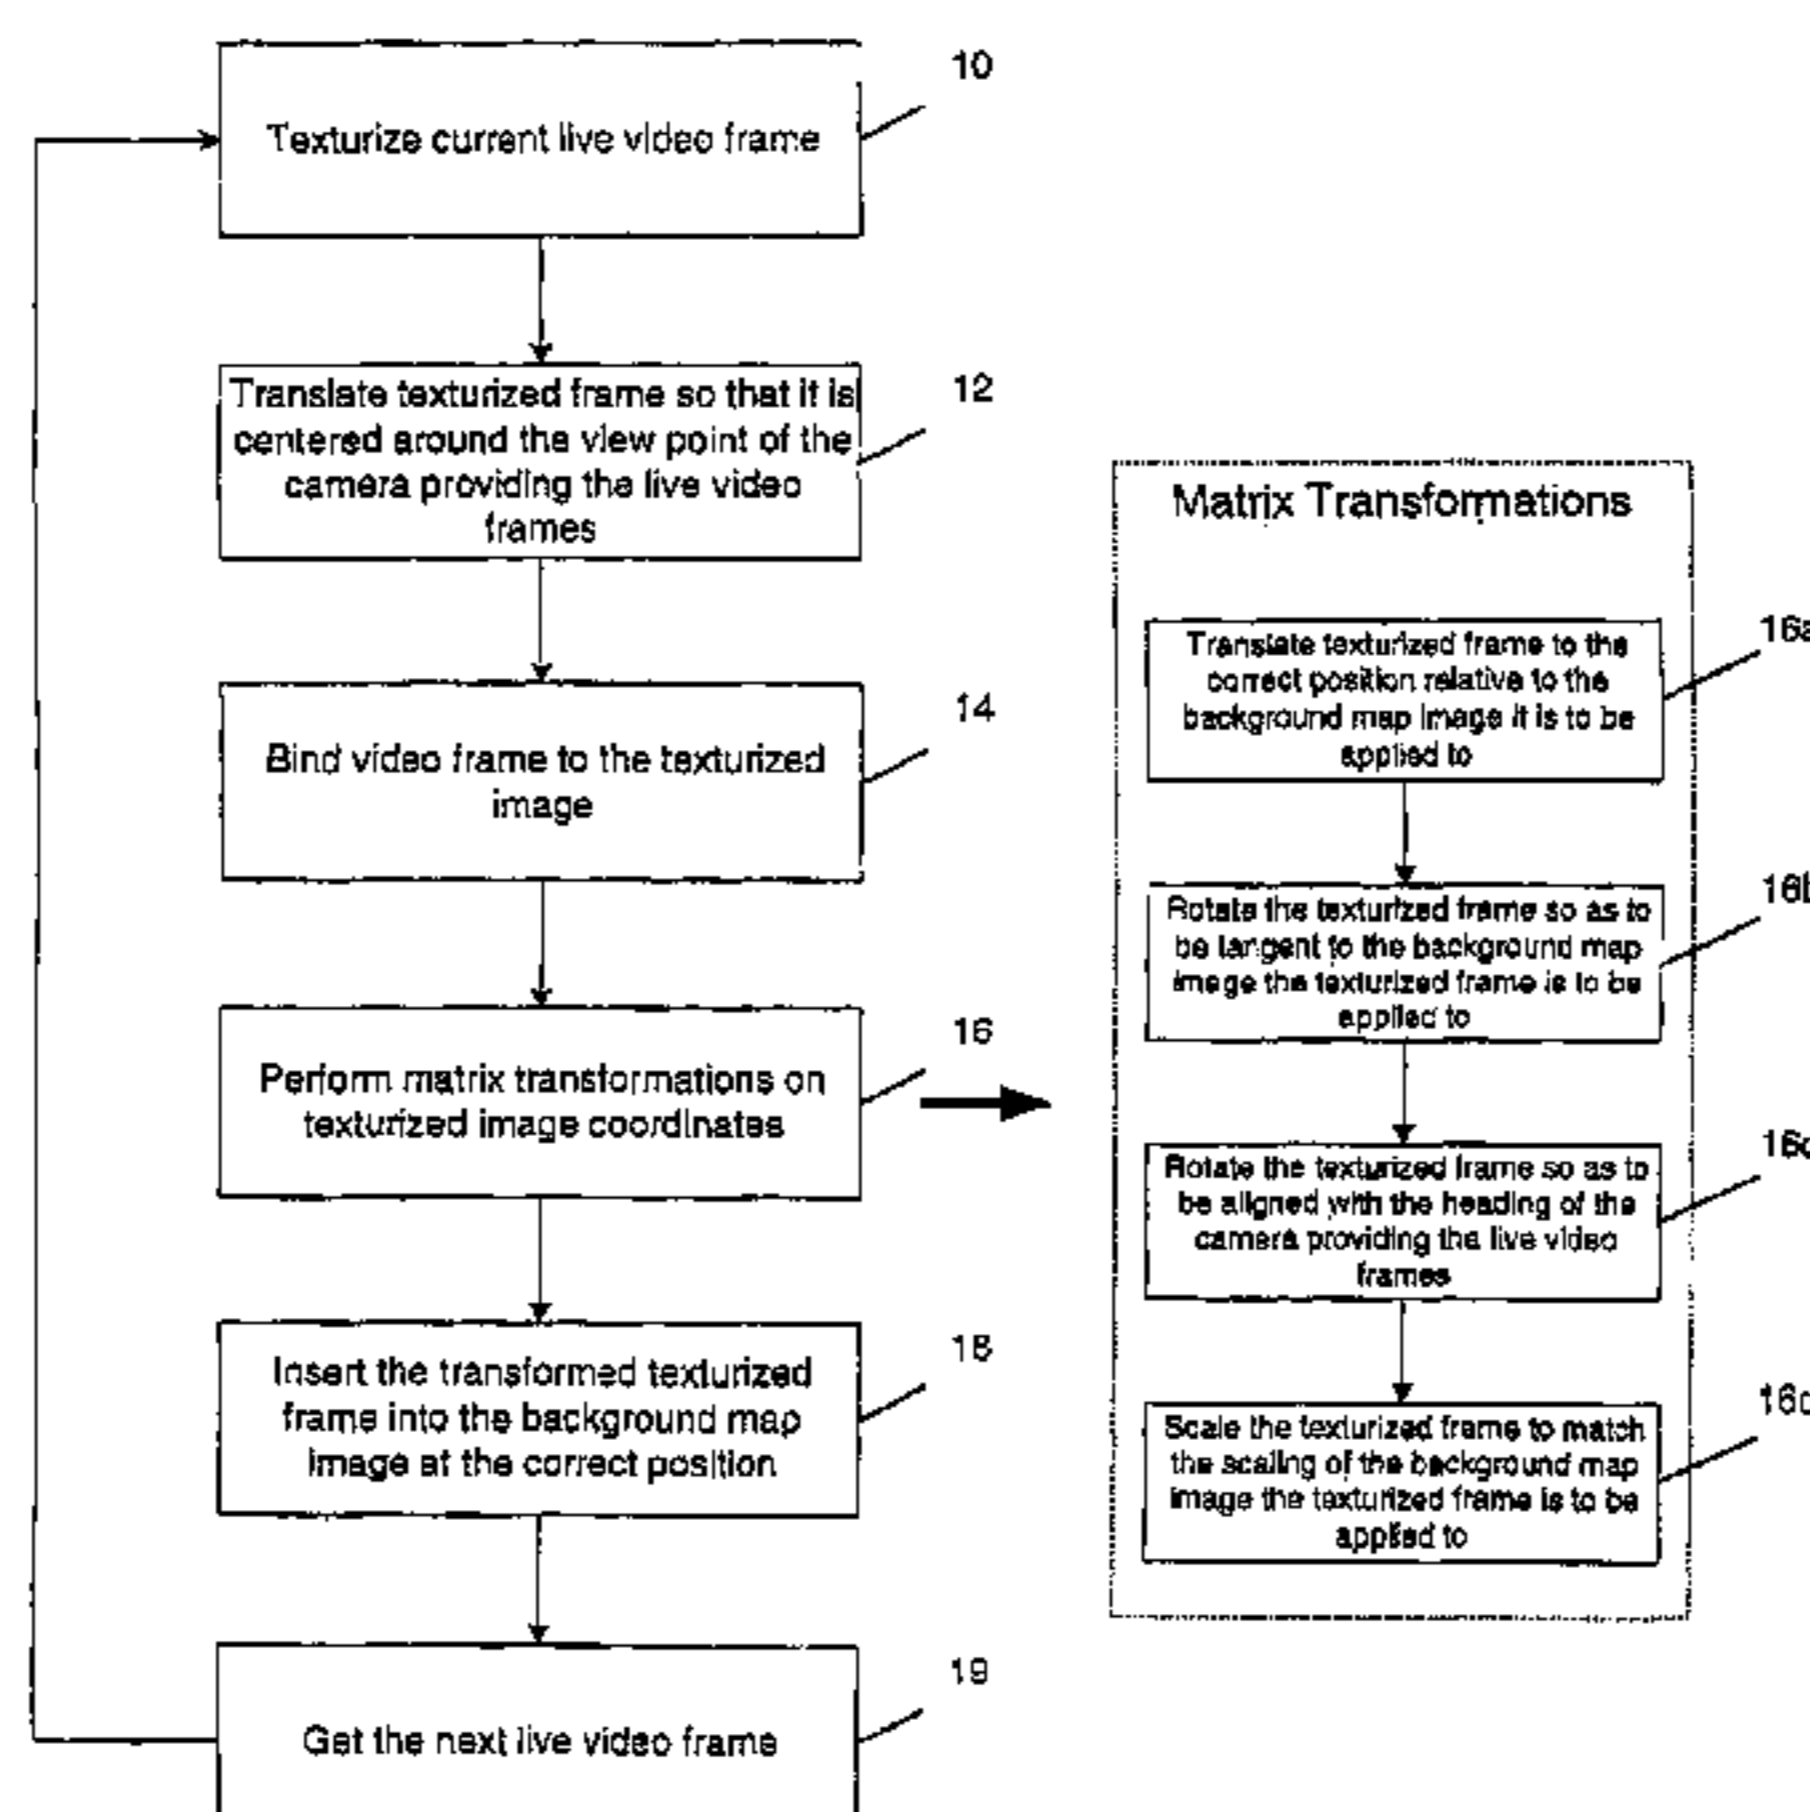 10
Texturize current live video frame
12
Translate texturized frame so that it is
centered around the view point of the
camera providing the live video
frames
14
Bind video frame to the texturized
image
16
Perform matrix transformations on
texturized image coordinates
18
Insert the transformed texturized
frame into the background map
image at the correct position
19
Get the next live video frame
Matrix Transformations
16a
Translate texturized frame to the
correct position relative to the
background map image it is to be
applied to
16b
Rotate the texturized frame so as to
be tangent to the background map
image the texturized frame is to be
applied to
16c
Rotate the texturized frame so as to
be aligned with the heading of the
camera providing the live video
frames
16d
Scale the texturized frame to match
the scaling of the background map
image the texturized frame is to be
applied to